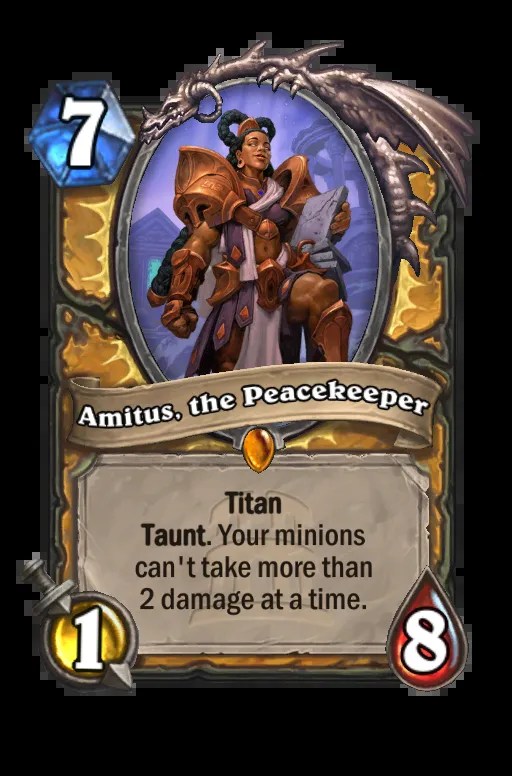 7
Amitus, the Peacekeeper
Titan
Taunt. Your minions
can't take more than
2 damage at a time.
1
8